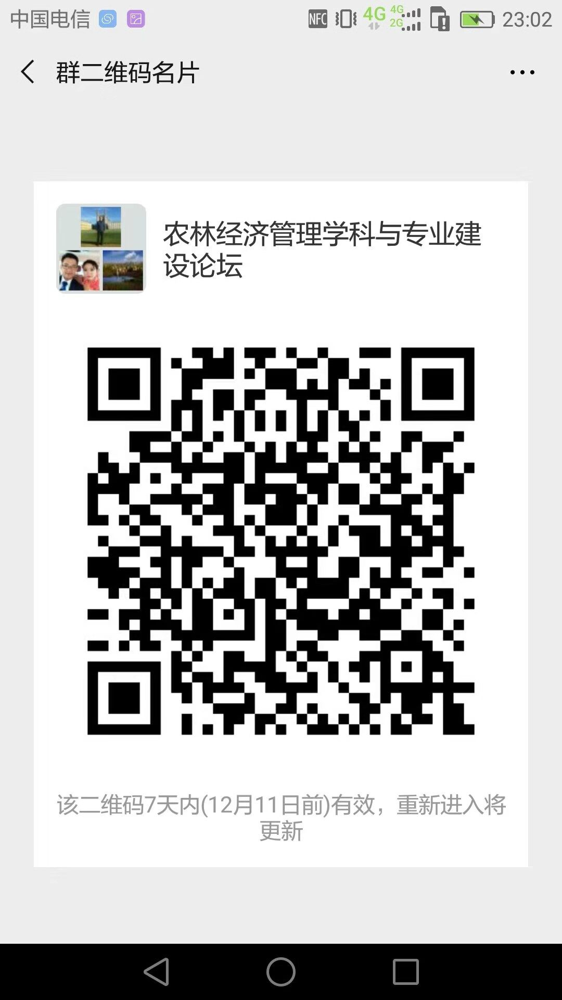 中国电信 NFC 4G 4G 2G 23:02
群二维码名片
农林经济管理学科与专业建
设论坛
该二维码7天内(12月11日前)有效，重新进入将
更新